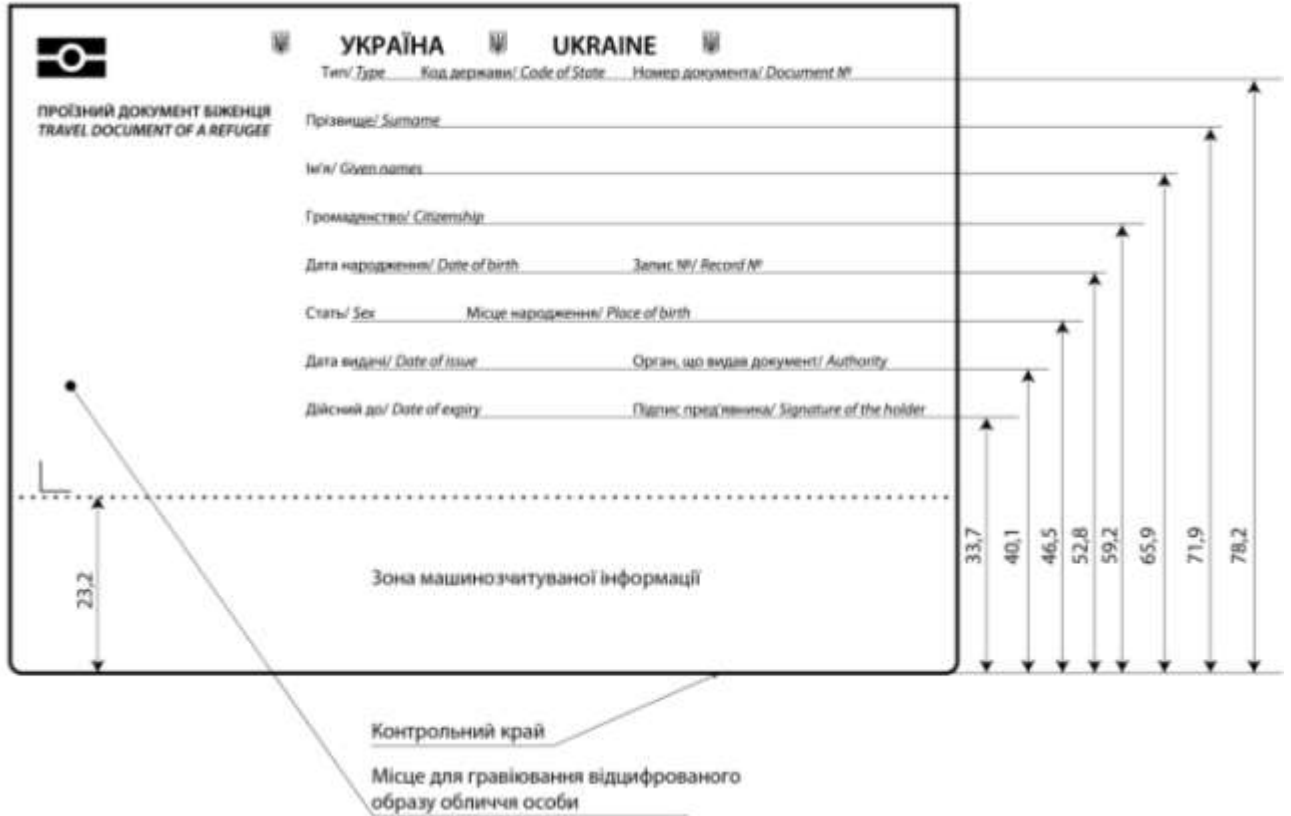 УКРАЇНА UKRAINE
Тип/ Type Код держави/ Code of State Номер документа/ Document №
ПРОЇЗНИЙ ДОКУМЕНТ БІЖЕНЦЯ
TRAVEL DOCUMENT OF A REFUGEE
Прізвище/ Surname
Ім'я/ Given names
Громадянство/ Citizenship
Дата народження/ Date of birth Запис №/ Record №
Стать/ Sex Місце народження/ Place of birth
Дата видачі/ Date of issue Орган, що видав документ/ Authority
Дійсний до/ Date of expiry Підпис пред'явника/ Signature of the holder
23,2
Зона машинозчитуваної інформації
33,7
40,1
46,5
52,8
59,2
65,9
71,9
78,2
Контрольний край
Місце для гравіювання відцифрованого
образу обличчя особи